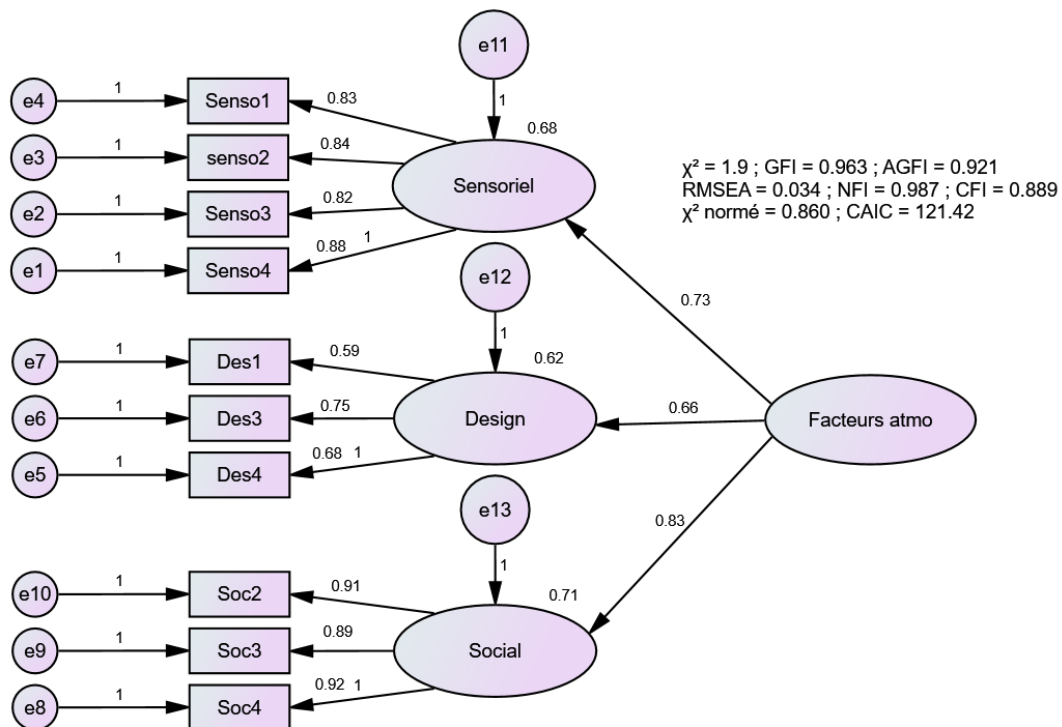 e11
1
e4
1
Senso1
0.83
0.68
e3
1
senso2
0.84
Sensoriel
e2
1
Senso3
0.82
e1
1
Senso4
0.88
1
χ² = 1.9 ; GFI = 0.963 ; AGFI = 0.921
RMSEA = 0.034 ; NFI = 0.987 ; CFI = 0.889
χ² normé = 0.860 ; CAIC = 121.42
e12
1
0.73
e7
1
Des1
0.59
0.62
e6
1
Des3
0.75
Design
0.66
Facteurs atmo
e5
1
Des4
0.68
1
e13
1
0.83
e10
1
Soc2
0.91
0.71
e9
1
Soc3
0.89
Social
e8
1
Soc4
0.92
1